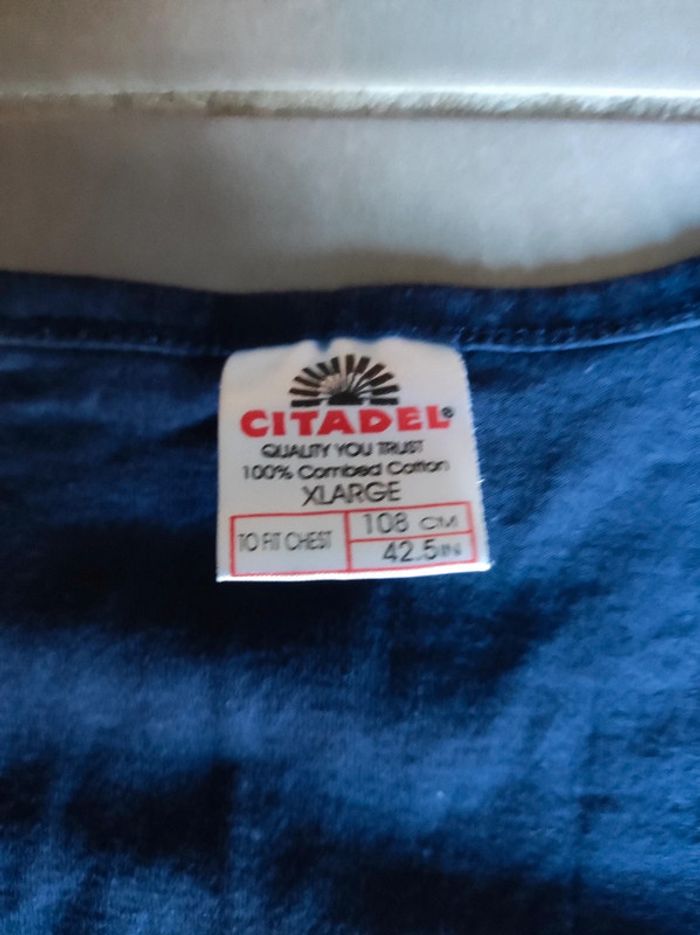 CITADEL®
QUALITY YOU TRUST
100% Combed Cotton
XLARGE
TO FIT CHEST
108 CM
42.5 IN